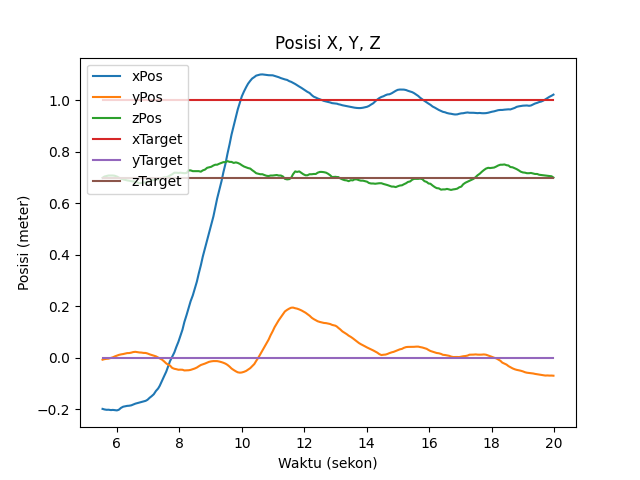 Posisi X, Y, Z
xPos
yPos
zPos
xTarget
yTarget
zTarget
Posisi (meter)
1.0
0.8
0.6
0.4
0.2
0.0
−0.2
6 8 10 12 14 16 18 20
Waktu (sekon)